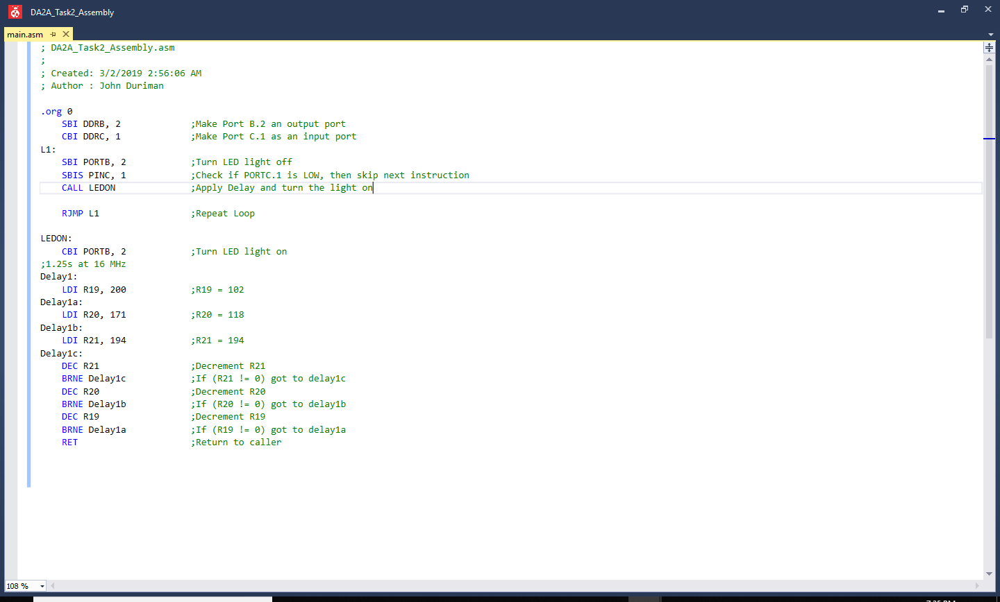 DA2A_Task2_Assembly
main.asm
; DA2A_Task2_Assembly.asm
;
; Created: 3/2/2019 2:56:06 AM
; Author : John Duriman
.org 0
SBI DDRB, 2 ;Make Port B.2 an output port
CBI DDRC, 1 ;Make Port C.1 as an input port
L1:
SBI PORTB, 2 ;Turn LED light off
SBIS PINC, 1 ;Check if PORTC.1 is LOW, then skip next instruction
CALL LEDON ;Apply Delay and turn the light on
RJMP L1 ;Repeat Loop
LEDON:
CBI PORTB, 2 ;Turn LED light on
;1.25s at 16 MHz
Delay1:
LDI R19, 200 ;R19 = 102
Delay1a:
LDI R20, 171 ;R20 = 118
Delay1b:
LDI R21, 194 ;R21 = 194
Delay1c:
DEC R21 ;Decrement R21
BRNE Delay1c ;If (R21 != 0) got to delay1c
DEC R20 ;Decrement R20
BRNE Delay1b ;If (R20 != 0) got to delay1b
DEC R19 ;Decrement R19
BRNE Delay1a ;If (R19 != 0) got to delay1a
RET ;Return to caller
108 %